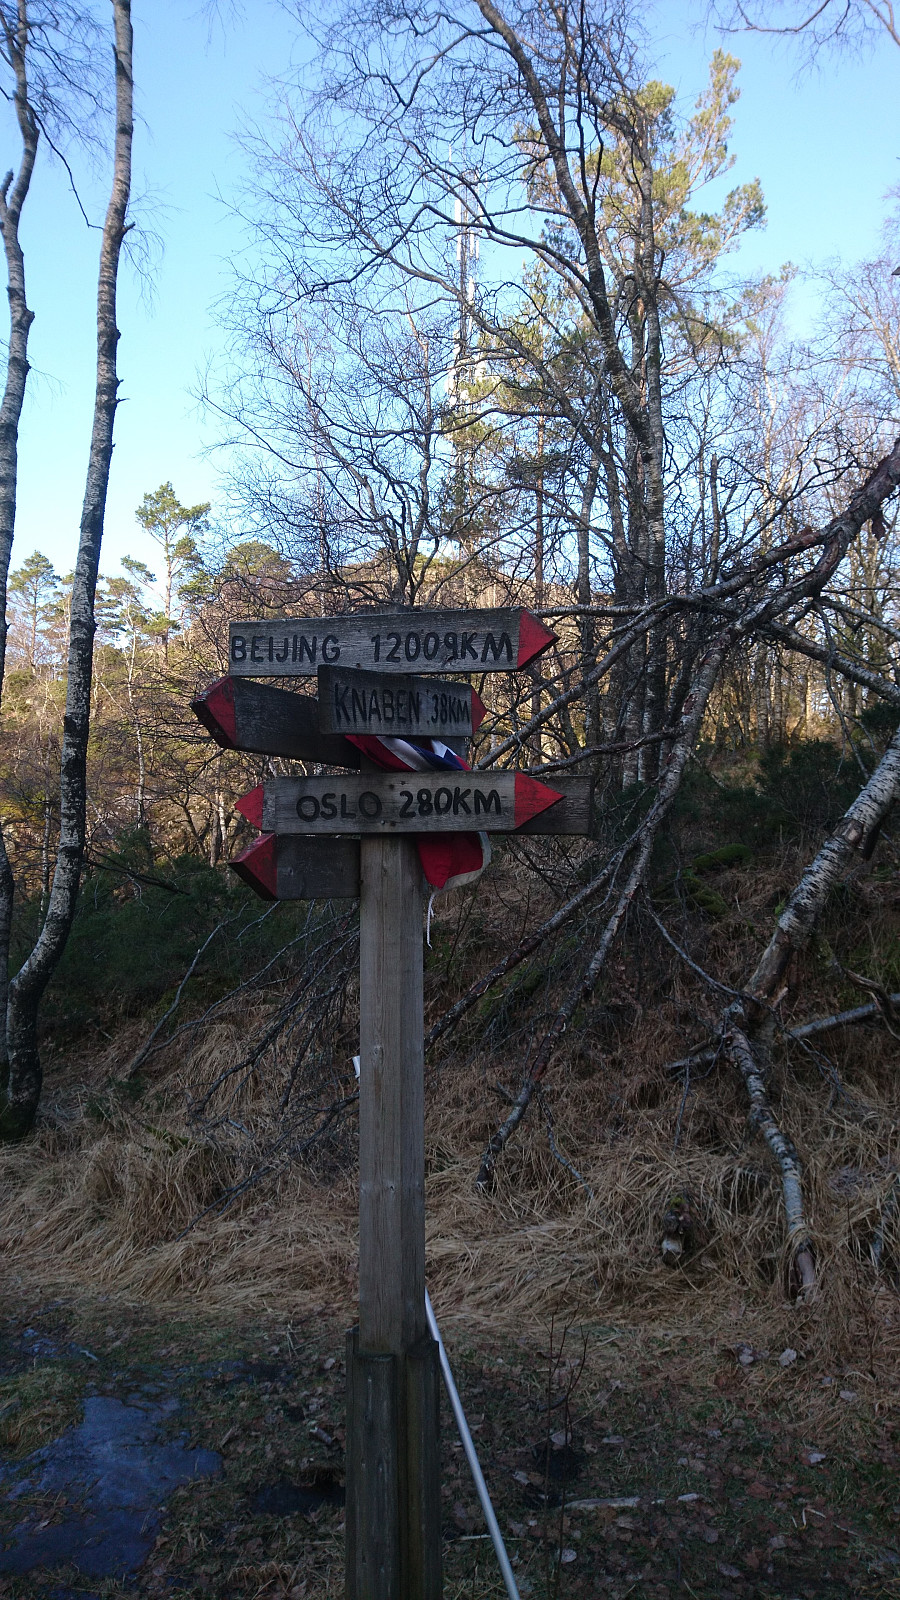 BEIJING 12009KM
KNABEN 38KM
OSLO 280KM